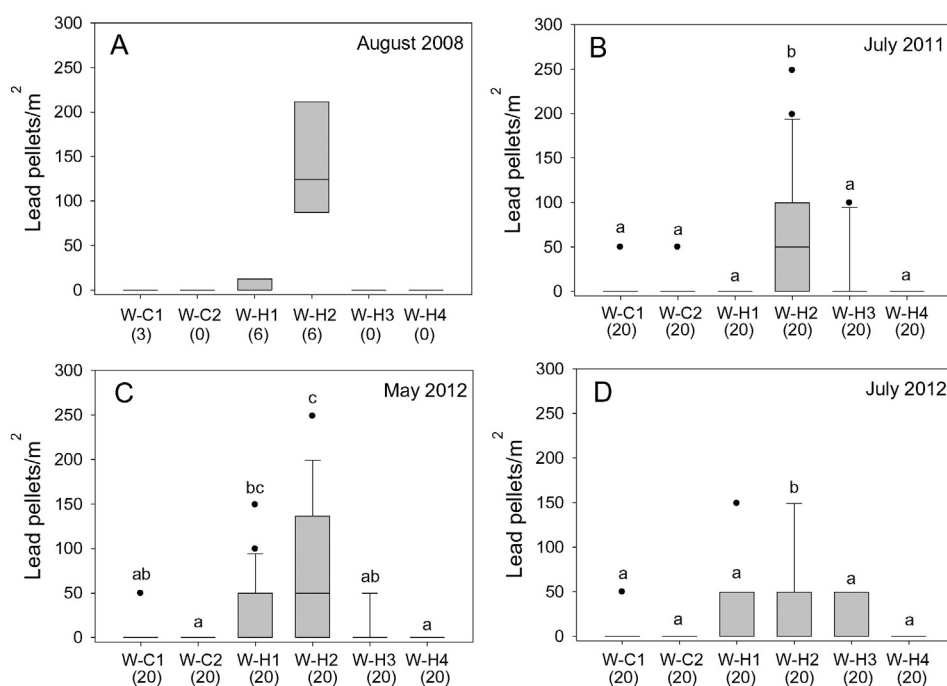 A
August 2008
Lead pellets/m²
300
250
200
150
100
50
0
W-C1 W-C2 W-H1 W-H2 W-H3 W-H4
(3) (0) (6) (6) (0) (0)
B
July 2011
Lead pellets/m²
300
250
200
150
100
50
0
a a a b a a
W-C1 W-C2 W-H1 W-H2 W-H3 W-H4
(20) (20) (20) (20) (20) (20)
C
May 2012
Lead pellets/m²
300
250
200
150
100
50
0
ab a bc c ab a
W-C1 W-C2 W-H1 W-H2 W-H3 W-H4
(20) (20) (20) (20) (20) (20)
D
July 2012
Lead pellets/m²
300
250
200
150
100
50
0
a a a b a a
W-C1 W-C2 W-H1 W-H2 W-H3 W-H4
(20) (20) (20) (20) (20) (20)